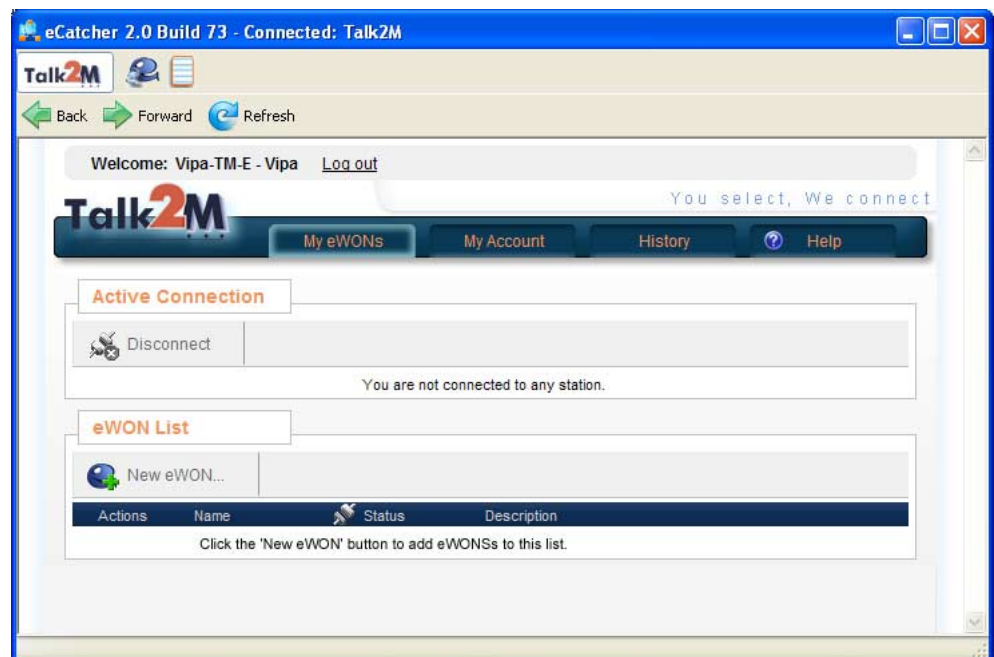 eCatcher 2.0 Build 73 - Connected: Talk2M
Talk2M
Back Forward Refresh
Welcome: Vipa-TM-E - Vipa Log out
You select, We connect
Talk2M
My eWONs My Account History ? Help
Active Connection
Disconnect
You are not connected to any station.
eWON List
New eWON...
Actions Name Status Description
Click the 'New eWON' button to add eWONSs to this list.